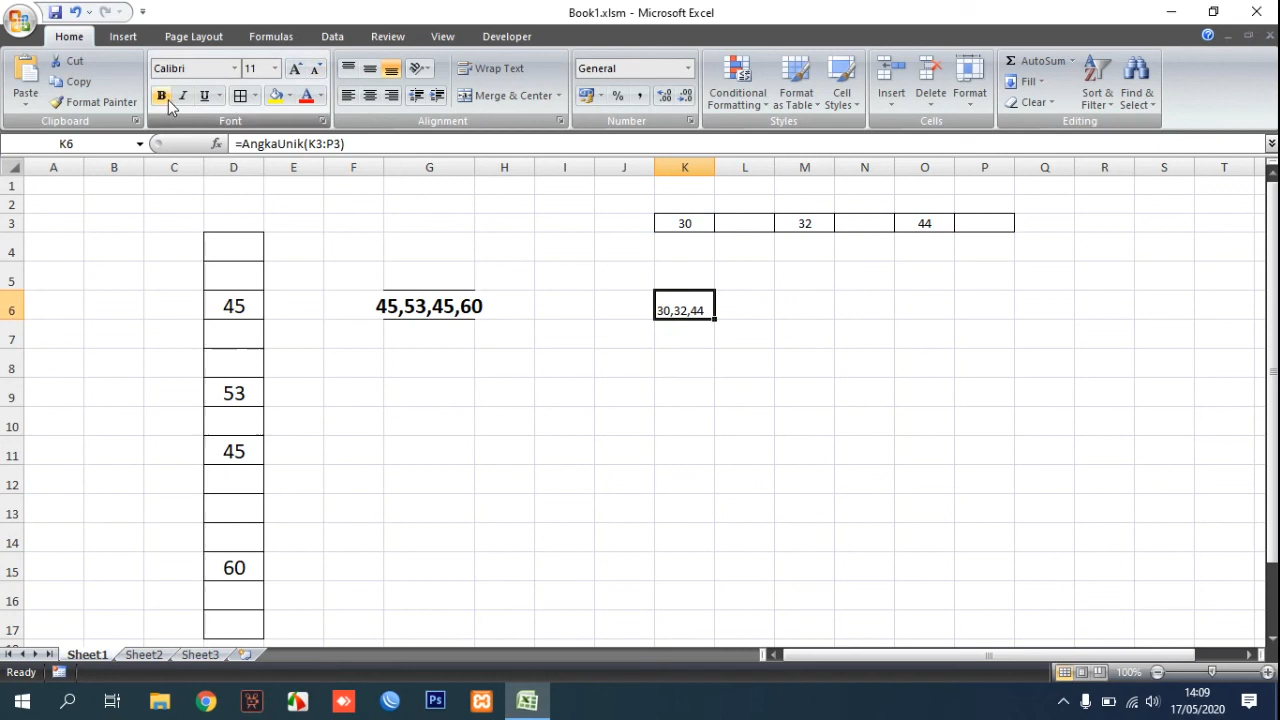 Book1.xlsm - Microsoft Excel
Home Insert Page Layout Formulas Data Review View Developer
Cut Calibri 11 Wrap Text General AutoSum
Paste Copy Conditional Formatting Format as Table Cell Styles Insert Delete Format Fill Sort & Filter Find & Select
Format Painter B I U A Merge & Center % , Clear
Clipboard Font Alignment Number Styles Cells Editing
K6 fx =AngkaUnik(K3:P3)
A B C D E F G H I J K L M N O P Q R S T
1
2
3 30 32 44
4
5
6 45 45,53,45,60 30,32,44
7
8
9 53
10
11 45
12
13
14
15 60
16
17
Sheet1 Sheet2 Sheet3
Ready 100%
Ps
14:09
17/05/2020